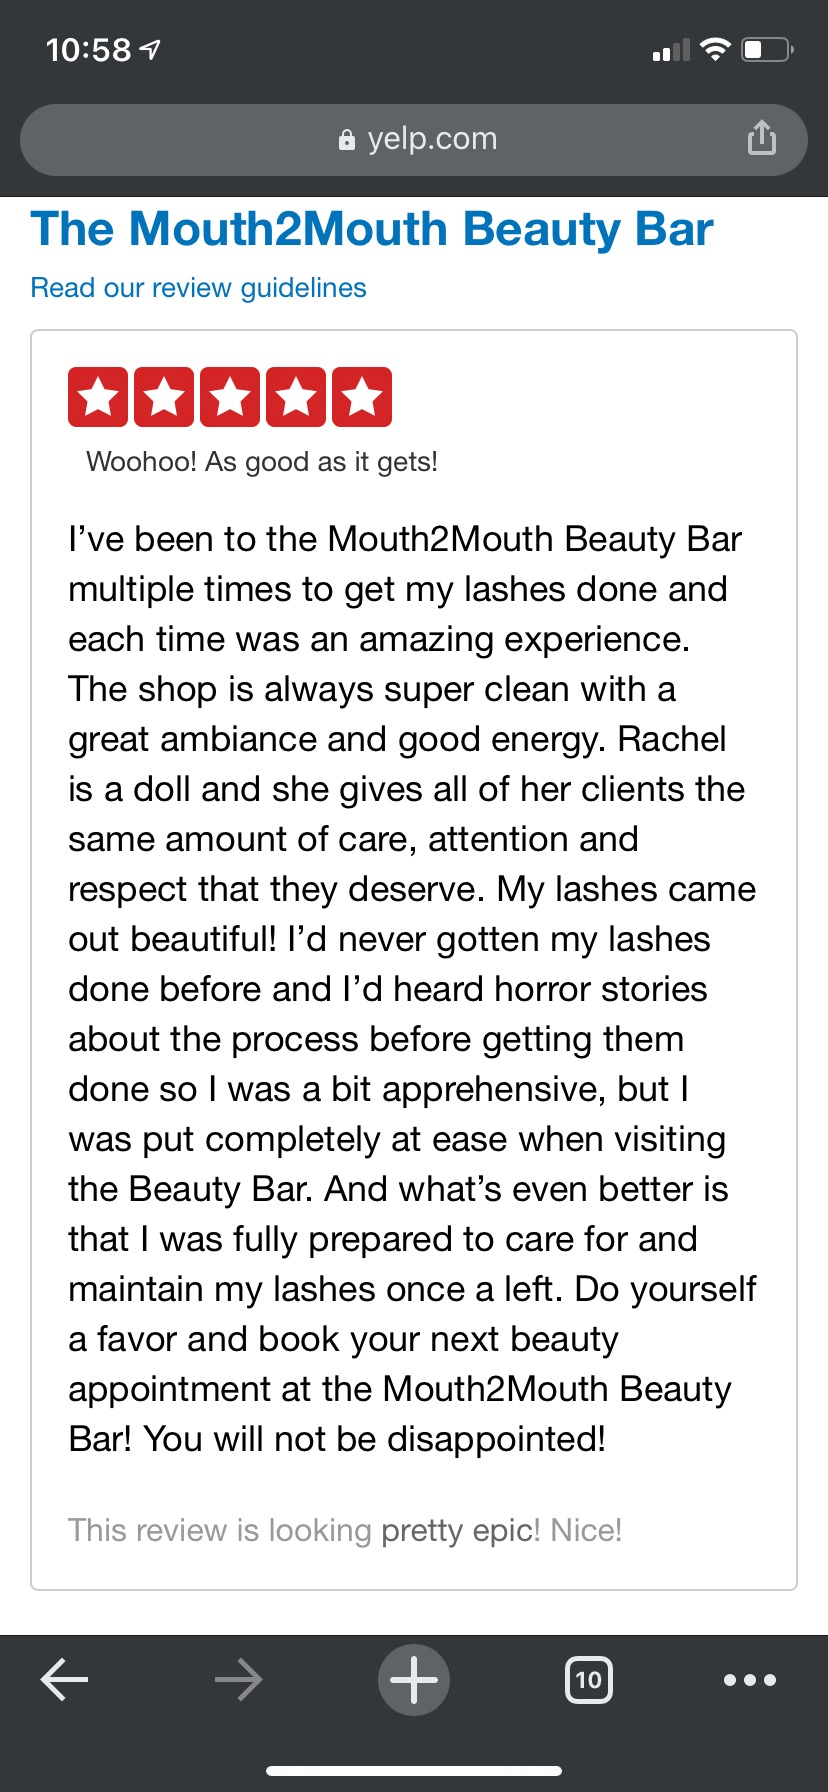 10:58
yelp.com
The Mouth2Mouth Beauty Bar
Read our review guidelines
Woohoo! As good as it gets!
I’ve been to the Mouth2Mouth Beauty Bar
multiple times to get my lashes done and
each time was an amazing experience.
The shop is always super clean with a
great ambiance and good energy. Rachel
is a doll and she gives all of her clients the
same amount of care, attention and
respect that they deserve. My lashes came
out beautiful! I’d never gotten my lashes
done before and I’d heard horror stories
about the process before getting them
done so I was a bit apprehensive, but I
was put completely at ease when visiting
the Beauty Bar. And what’s even better is
that I was fully prepared to care for and
maintain my lashes once a left. Do yourself
a favor and book your next beauty
appointment at the Mouth2Mouth Beauty
Bar! You will not be disappointed!
This review is looking pretty epic! Nice!
10